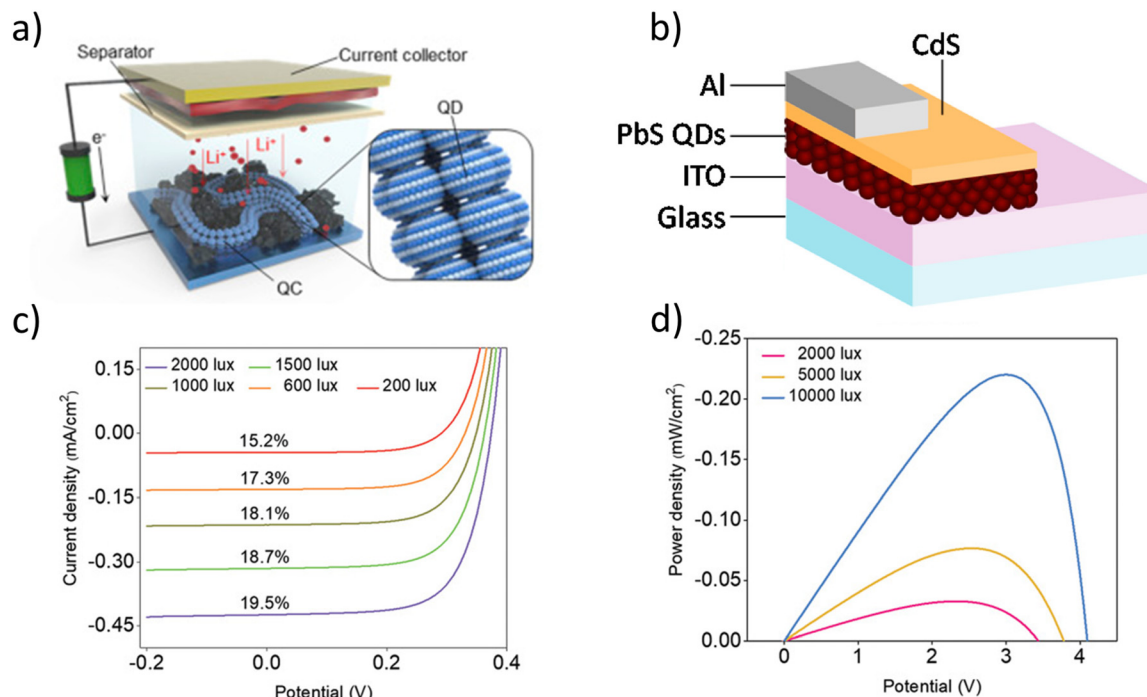 a)
Separator
Current collector
QD
e-
Li+
Li+
QC
b)
CdS
Al
PbS QDs
ITO
Glass
c)
Current density (mA/cm²)
0.15
0.00
-0.15
-0.30
-0.45
2000 lux 1500 lux
1000 lux 600 lux 200 lux
15.2%
17.3%
18.1%
18.7%
19.5%
-0.2 0.0 0.2 0.4
Potential (V)
d)
Power density (mW/cm²)
-0.25
-0.20
-0.15
-0.10
-0.05
0.00
2000 lux
5000 lux
10000 lux
0 1 2 3 4
Potential (V)